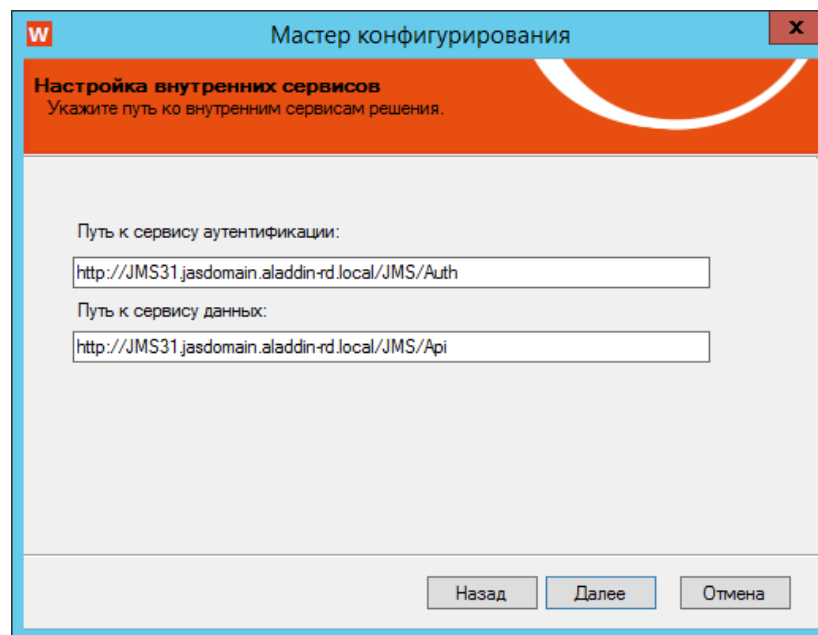 W
Мастер конфигурирования
x
Настройка внутренних сервисов
Укажите путь ко внутренним сервисам решения.
Путь к сервису аутентификации:
http://JMS31.jasdomain.aladdin-rd.local/JMS/Auth
Путь к сервису данных:
http://JMS31.jasdomain.aladdin-rd.local/JMS/Api
Назад
Далее
Отмена